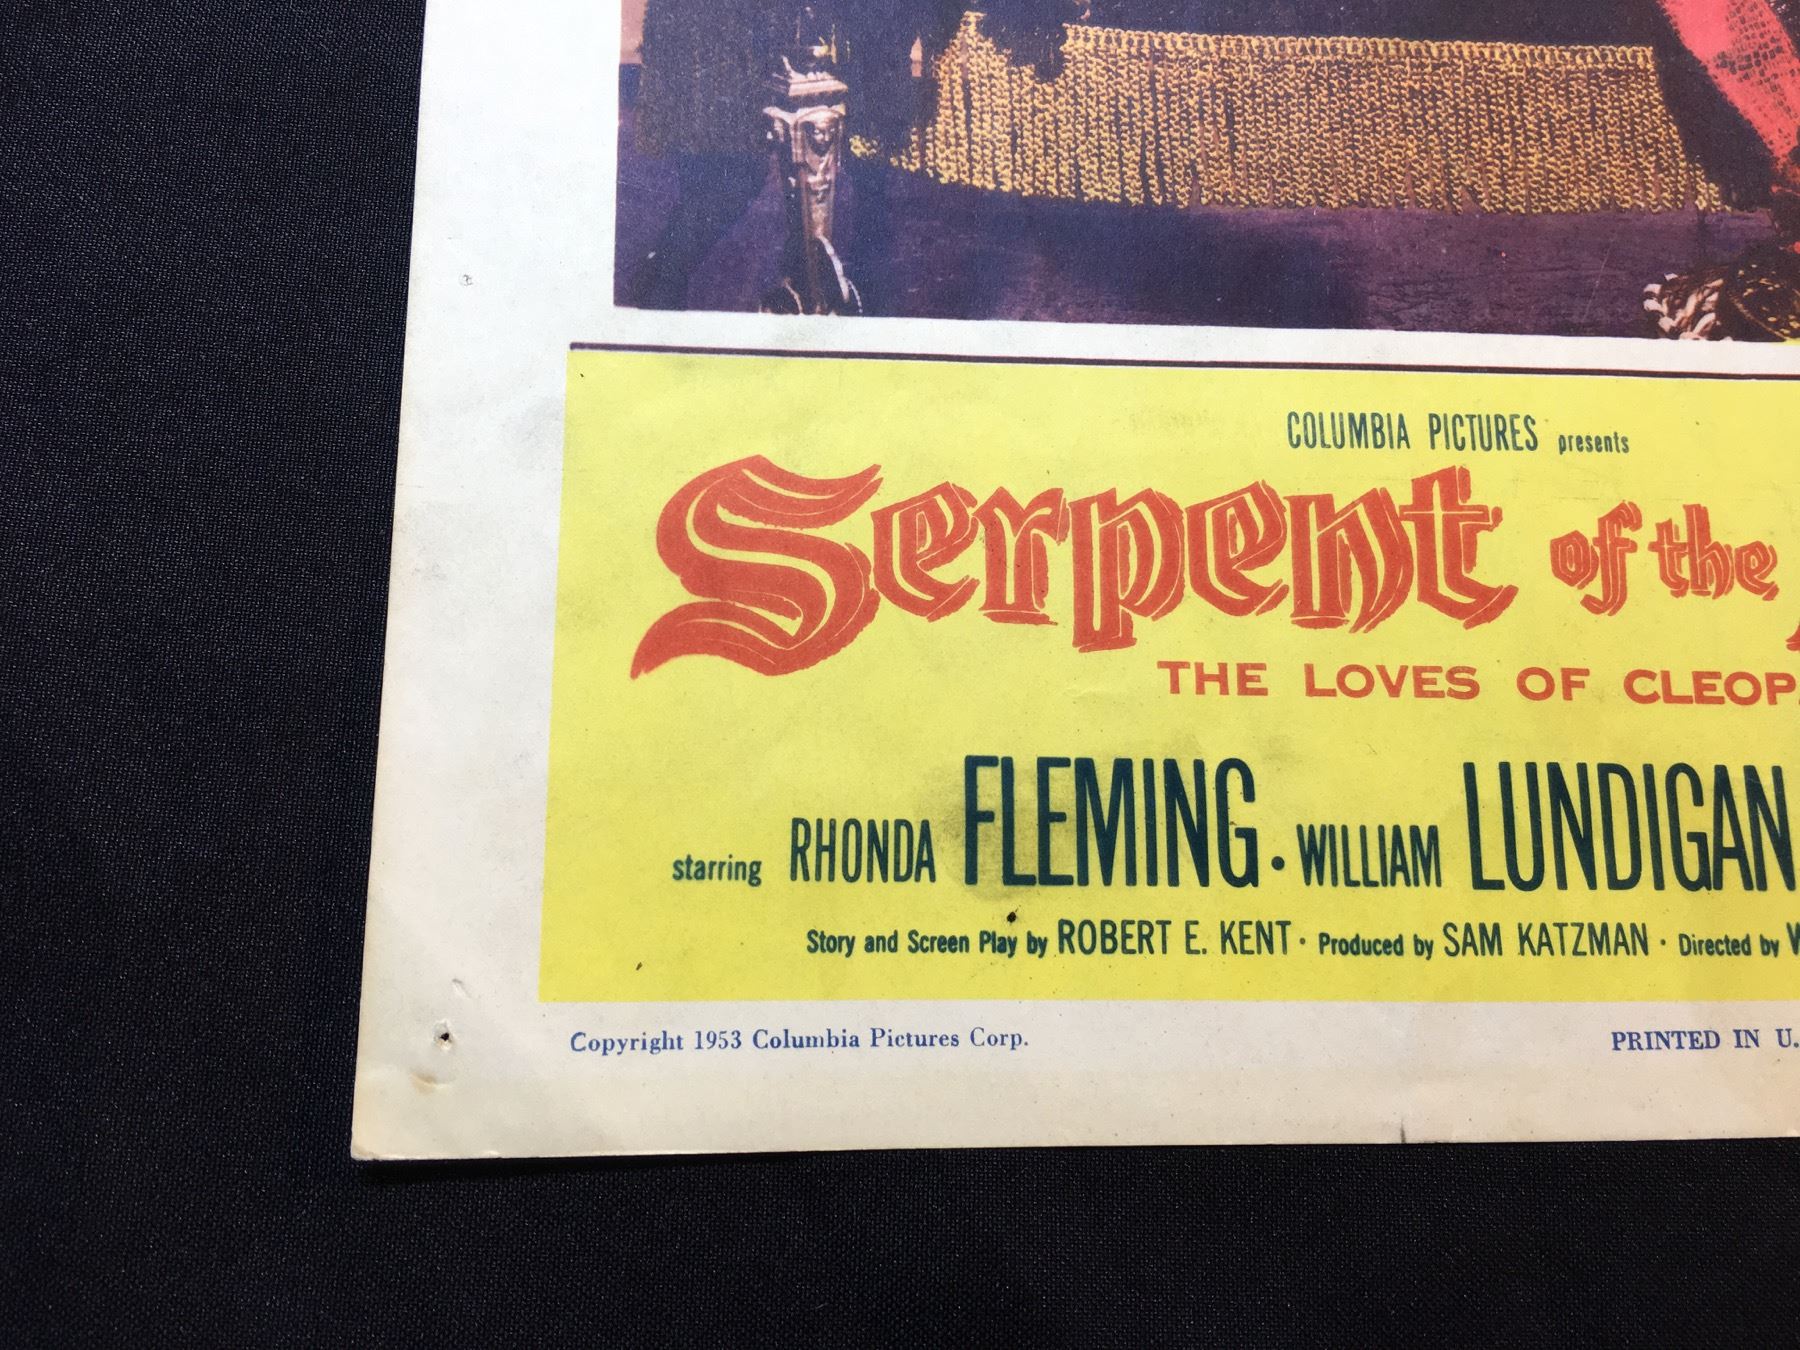 COLUMBIA PICTURES presents
Serpent of the
THE LOVES OF CLEOP
starring RHONDA FLEMING · WILLIAM LUNDIGAN
Story and Screen Play by ROBERT E. KENT · Produced by SAM KATZMAN · Directed by W
Copyright 1953 Columbia Pictures Corp.
PRINTED IN U.